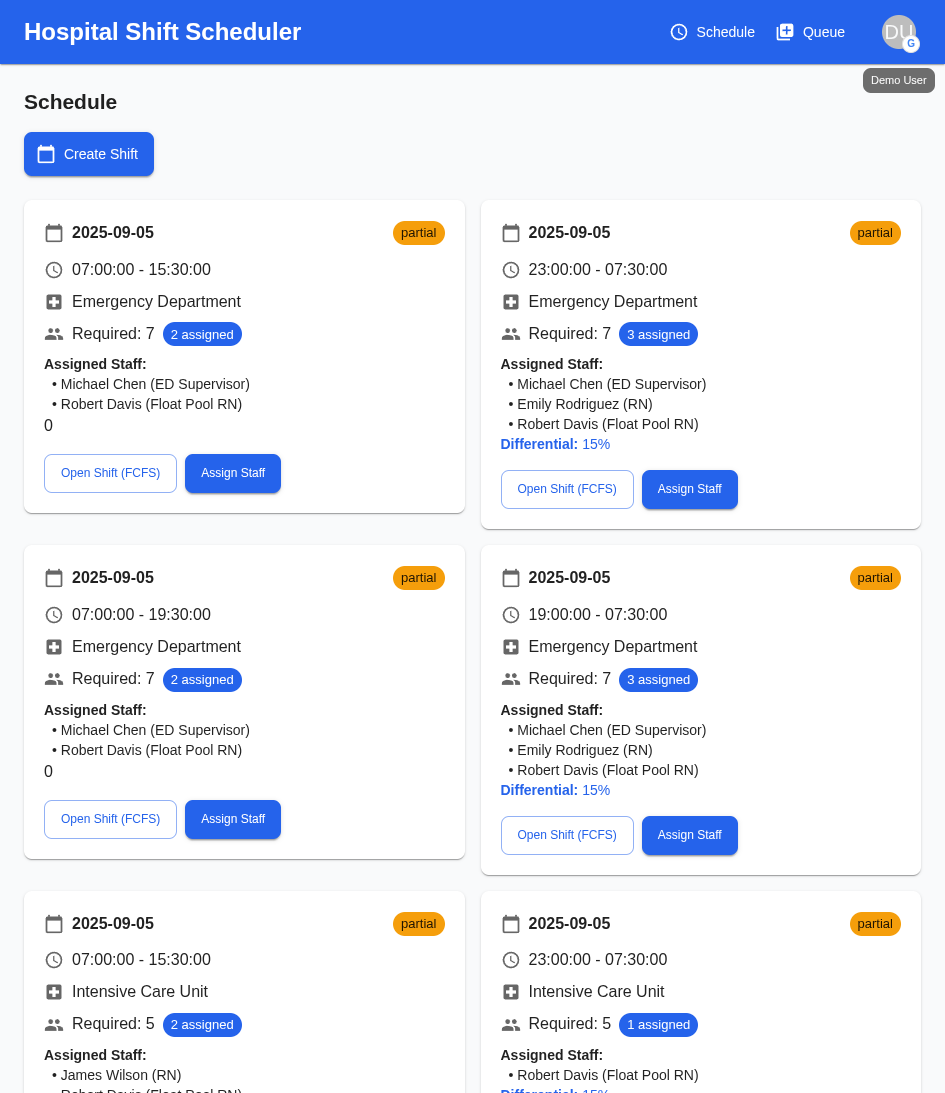 Hospital Shift Scheduler
Schedule
Queue
DU
G
Demo User
Schedule
Create Shift
2025-09-05
partial
07:00:00 - 15:30:00
Emergency Department
Required: 7 2 assigned
Assigned Staff:
• Michael Chen (ED Supervisor)
• Robert Davis (Float Pool RN)
0
Open Shift (FCFS)
Assign Staff
2025-09-05
partial
23:00:00 - 07:30:00
Emergency Department
Required: 7 3 assigned
Assigned Staff:
• Michael Chen (ED Supervisor)
• Emily Rodriguez (RN)
• Robert Davis (Float Pool RN)
Differential: 15%
Open Shift (FCFS)
Assign Staff
2025-09-05
partial
07:00:00 - 19:30:00
Emergency Department
Required: 7 2 assigned
Assigned Staff:
• Michael Chen (ED Supervisor)
• Robert Davis (Float Pool RN)
0
Open Shift (FCFS)
Assign Staff
2025-09-05
partial
19:00:00 - 07:30:00
Emergency Department
Required: 7 3 assigned
Assigned Staff:
• Michael Chen (ED Supervisor)
• Emily Rodriguez (RN)
• Robert Davis (Float Pool RN)
Differential: 15%
Open Shift (FCFS)
Assign Staff
2025-09-05
partial
07:00:00 - 15:30:00
Intensive Care Unit
Required: 5 2 assigned
Assigned Staff:
• James Wilson (RN)
• Robert Davis (Float Pool RN)
2025-09-05
partial
23:00:00 - 07:30:00
Intensive Care Unit
Required: 5 1 assigned
Assigned Staff:
• Robert Davis (Float Pool RN)
Differential: 15%